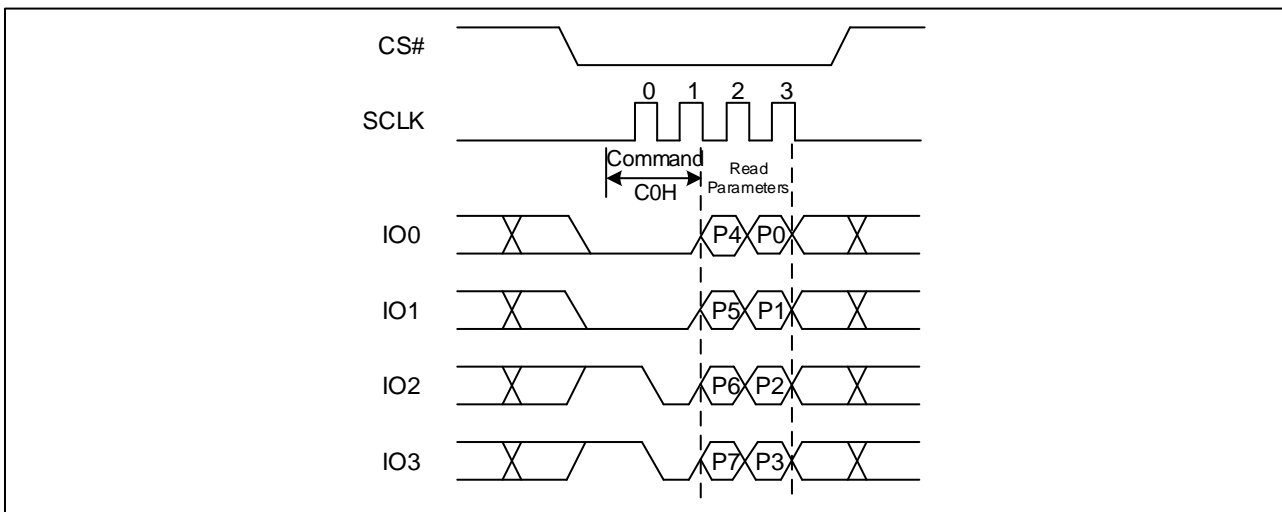 CS#
0 1 2 3
SCLK
Command
Read
Parameters
C0H
IO0 P4 P0
IO1 P5 P1
IO2 P6 P2
IO3 P7 P3